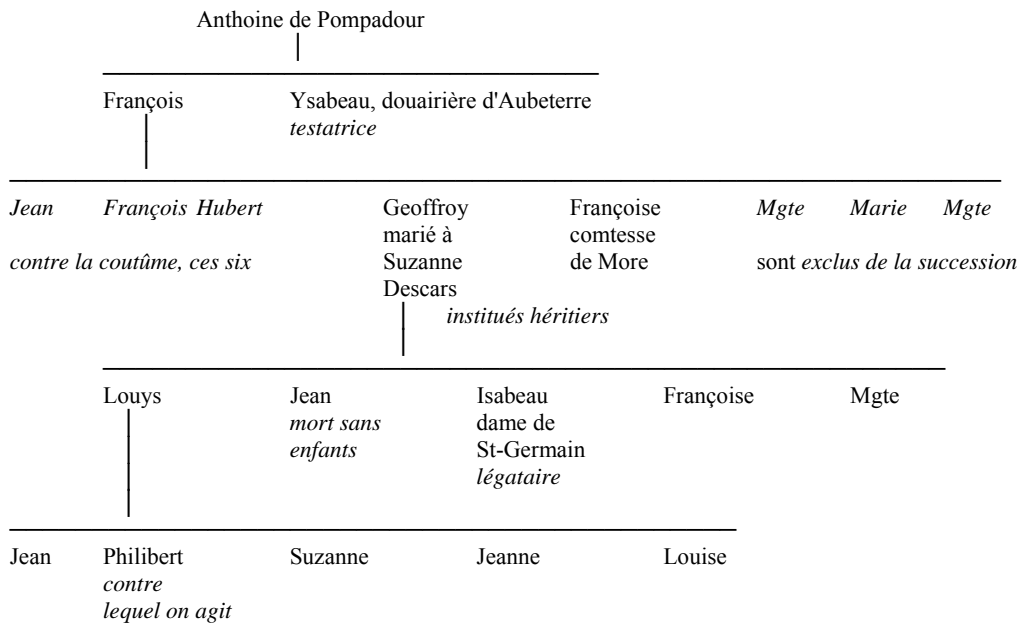 Anthoine de Pompadour
François Ysabeau, douairière d'Aubeterre
testatrice
Jean François Hubert Geoffroy Françoise Mgte Marie Mgte
marié à comtesse
contre la coutûme, ces six Suzanne de More sont exclus de la succession
Descars
institués héritiers
Louys Jean Isabeau Françoise Mgte
mort sans dame de
enfants St-Germain
légataire
Jean Philibert Suzanne Jeanne Louise
contre
lequel on agit